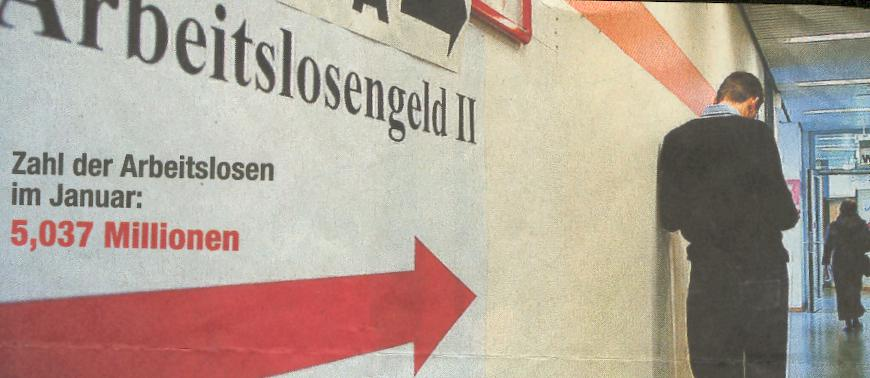 A
Arbeitslosengeld II
Zahl der Arbeitslosen
im Januar:
5,037 Millionen